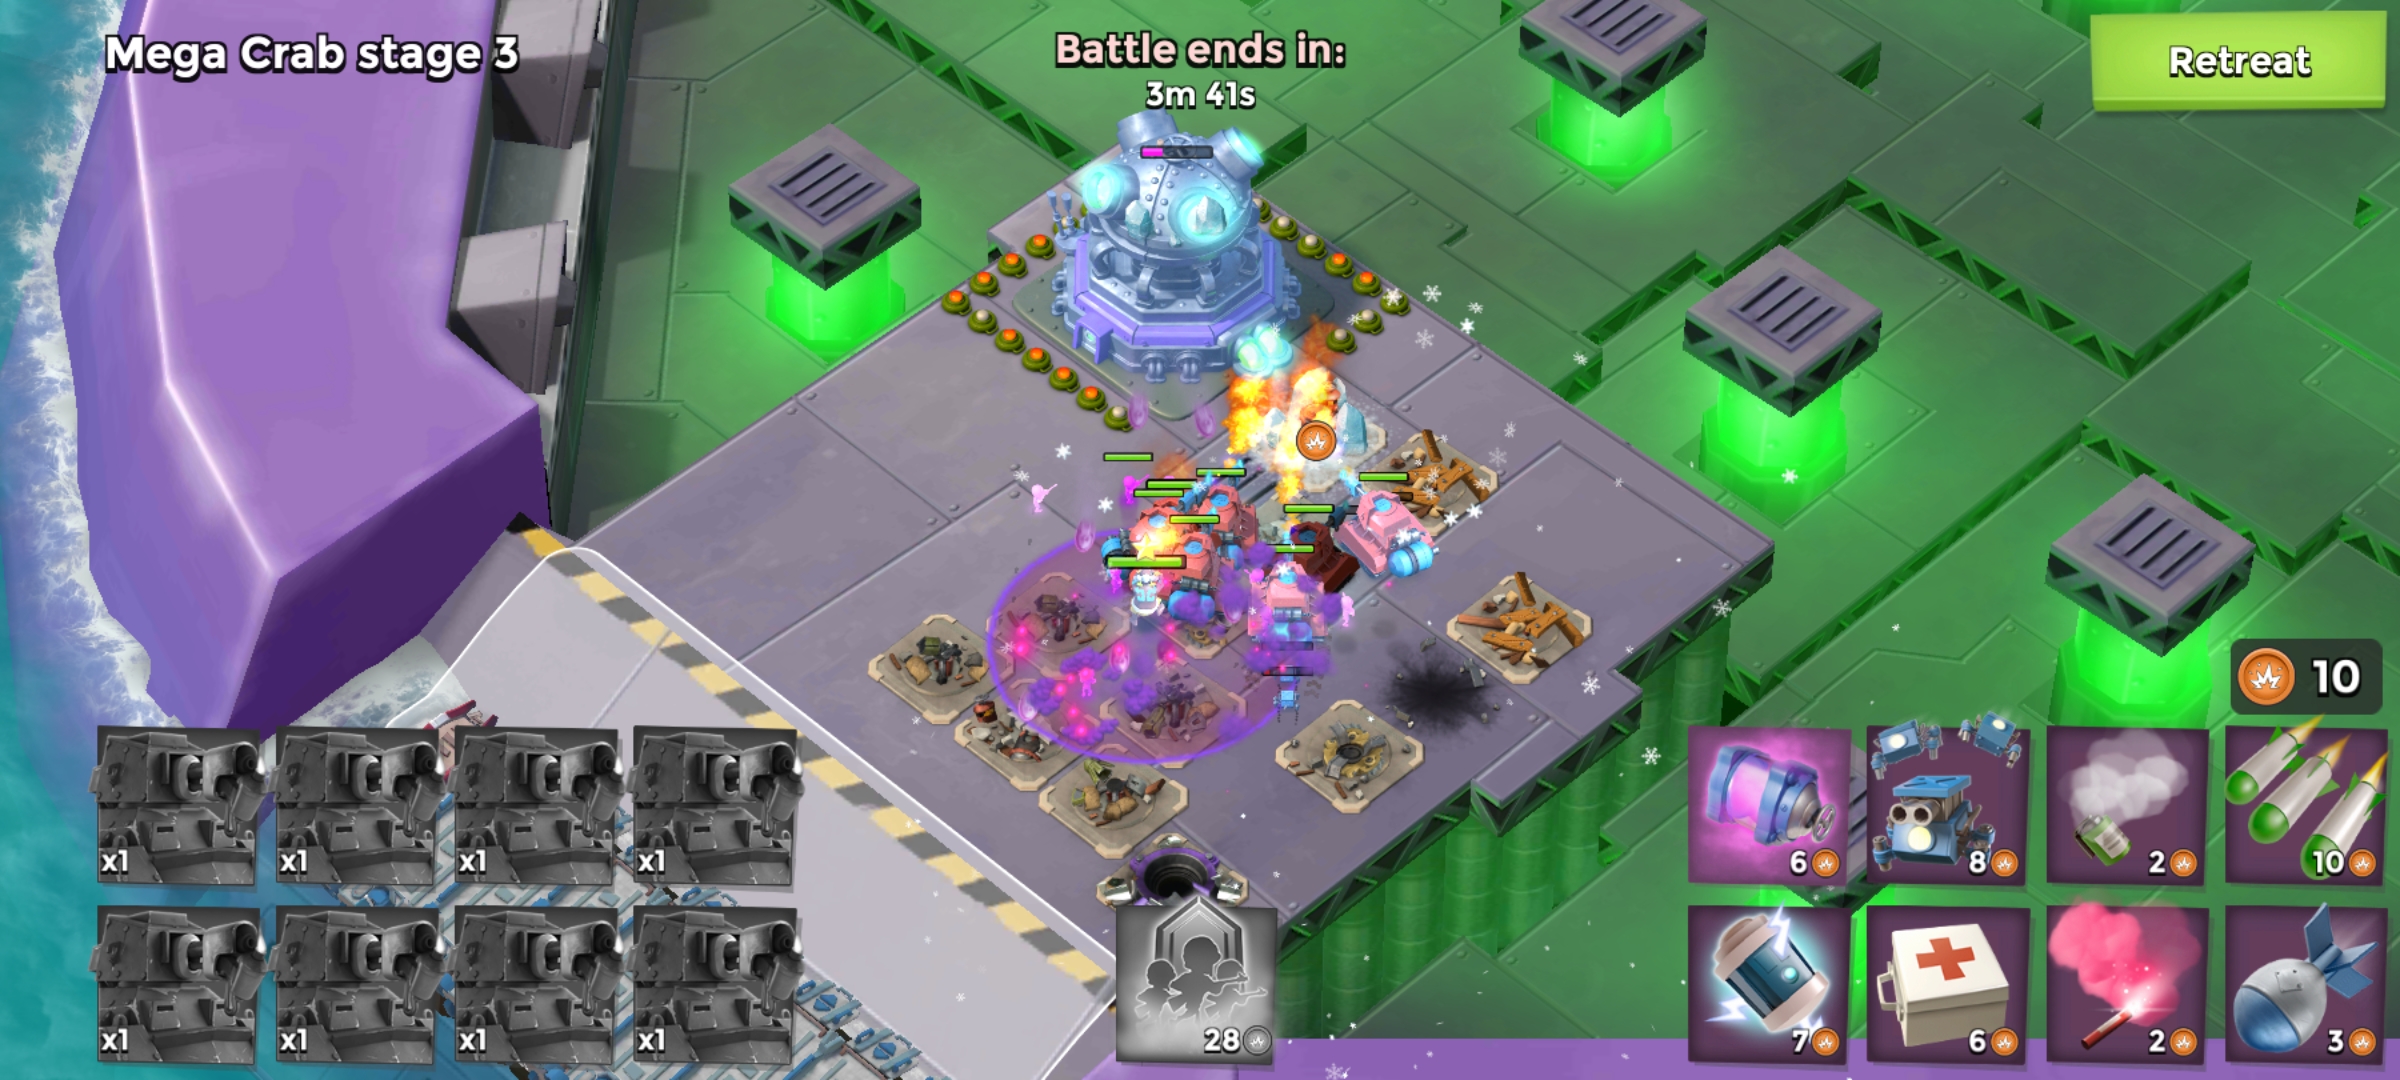 Mega Crab stage 3
Battle ends in:
3m 41s
Retreat
10
x1
x1
x1
x1
6
8
2
10
x1
x1
x1
x1
28
7
6
2
3